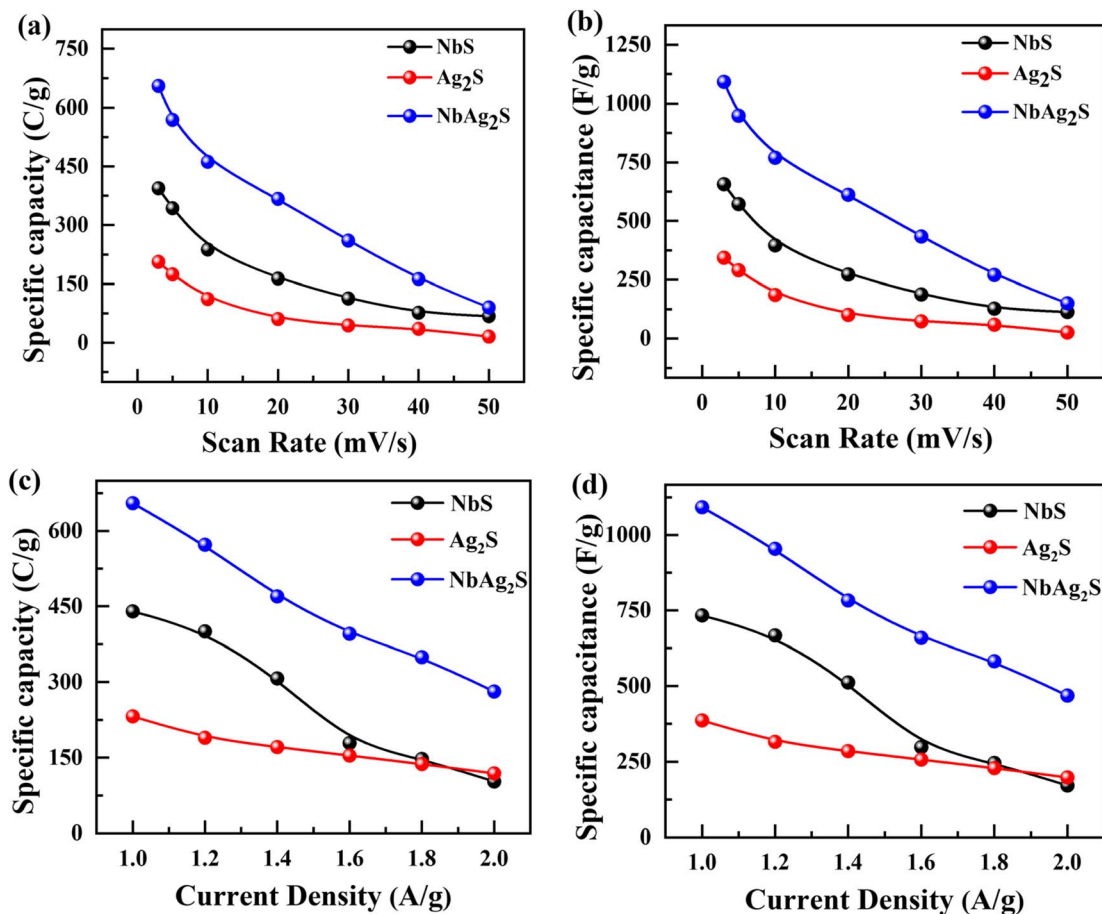 (a)
NbS
Ag₂S
NbAg₂S
Specific capacity (C/g)
750
600
450
300
150
0
0 10 20 30 40 50
Scan Rate (mV/s)
(b)
NbS
Ag₂S
NbAg₂S
Specific capacitance (F/g)
1250
1000
750
500
250
0
0 10 20 30 40 50
Scan Rate (mV/s)
(c)
NbS
Ag₂S
NbAg₂S
Specific capacity (C/g)
600
450
300
150
0
1.0 1.2 1.4 1.6 1.8 2.0
Current Density (A/g)
(d)
NbS
Ag₂S
NbAg₂S
Specific capacitance (F/g)
1000
750
500
250
0
1.0 1.2 1.4 1.6 1.8 2.0
Current Density (A/g)